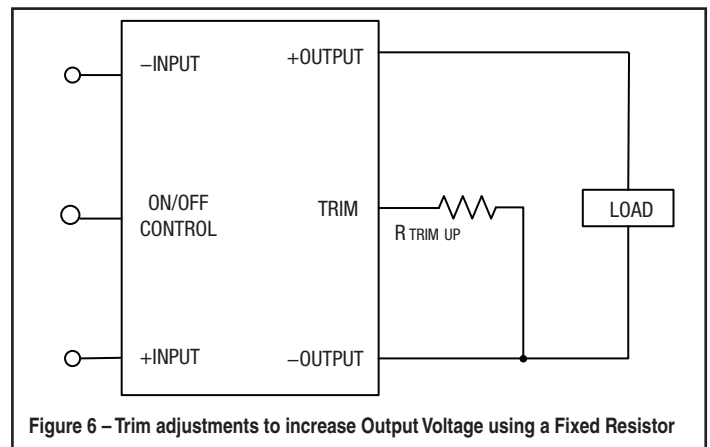 –INPUT
+OUTPUT
ON/OFF
CONTROL
TRIM
R TRIM UP
LOAD
+INPUT
–OUTPUT
Figure 6 – Trim adjustments to increase Output Voltage using a Fixed Resistor